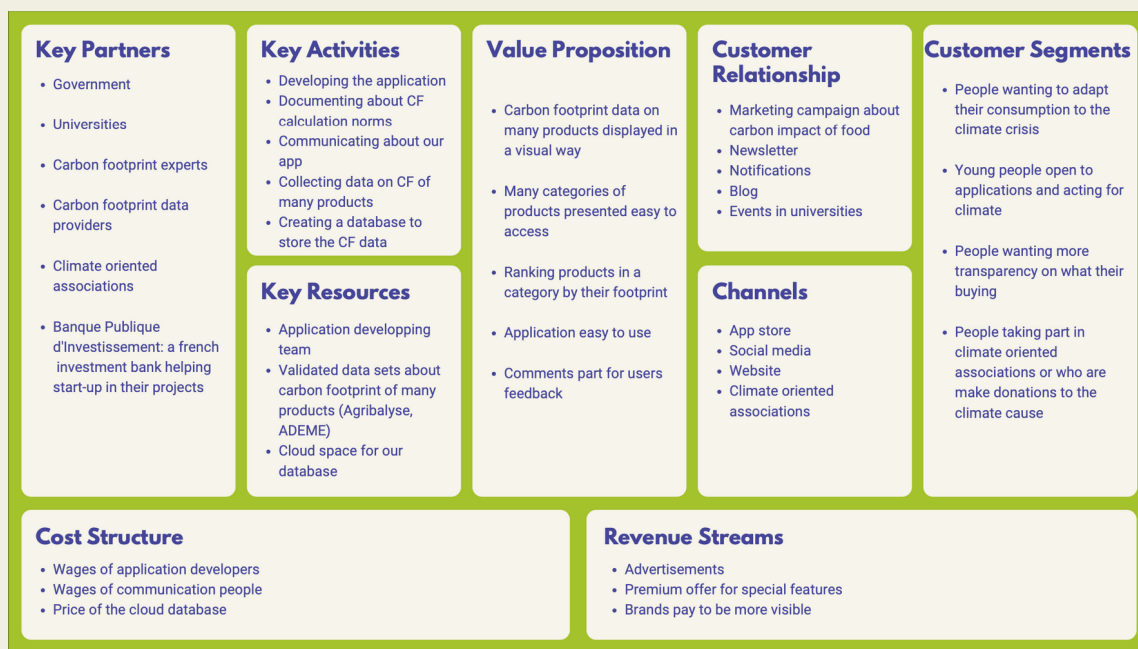 Key Partners
• Government
• Universities
• Carbon footprint experts
• Carbon footprint data
providers
• Climate oriented
associations
• Banque Publique
d'Investissement: a french
investment bank helping
start-up in their projects
Key Activities
• Developing the application
• Documenting about CF
calculation norms
• Communicating about our
app
• Collecting data on CF of
many products
• Creating a database to
store the CF data
Key Resources
• Application developping
team
• Validated data sets about
carbon footprint of many
products (Agribalyse,
ADEME)
• Cloud space for our
database
Value Proposition
• Carbon footprint data on
many products displayed in
a visual way
• Many categories of
products presented easy to
access
• Ranking products in a
category by their footprint
• Application easy to use
• Comments part for users
feedback
Customer
Relationship
• Marketing campaign about
carbon impact of food
• Newsletter
• Notifications
• Blog
• Events in universities
Channels
• App store
• Social media
• Website
• Climate oriented
associations
Customer Segments
• People wanting to adapt
their consumption to the
climate crisis
• Young people open to
applications and acting for
climate
• People wanting more
transparency on what their
buying
• People taking part in
climate oriented
associations or who are
make donations to the
climate cause
Cost Structure
• Wages of application developers
• Wages of communication people
• Price of the cloud database
Revenue Streams
• Advertisements
• Premium offer for special features
• Brands pay to be more visible